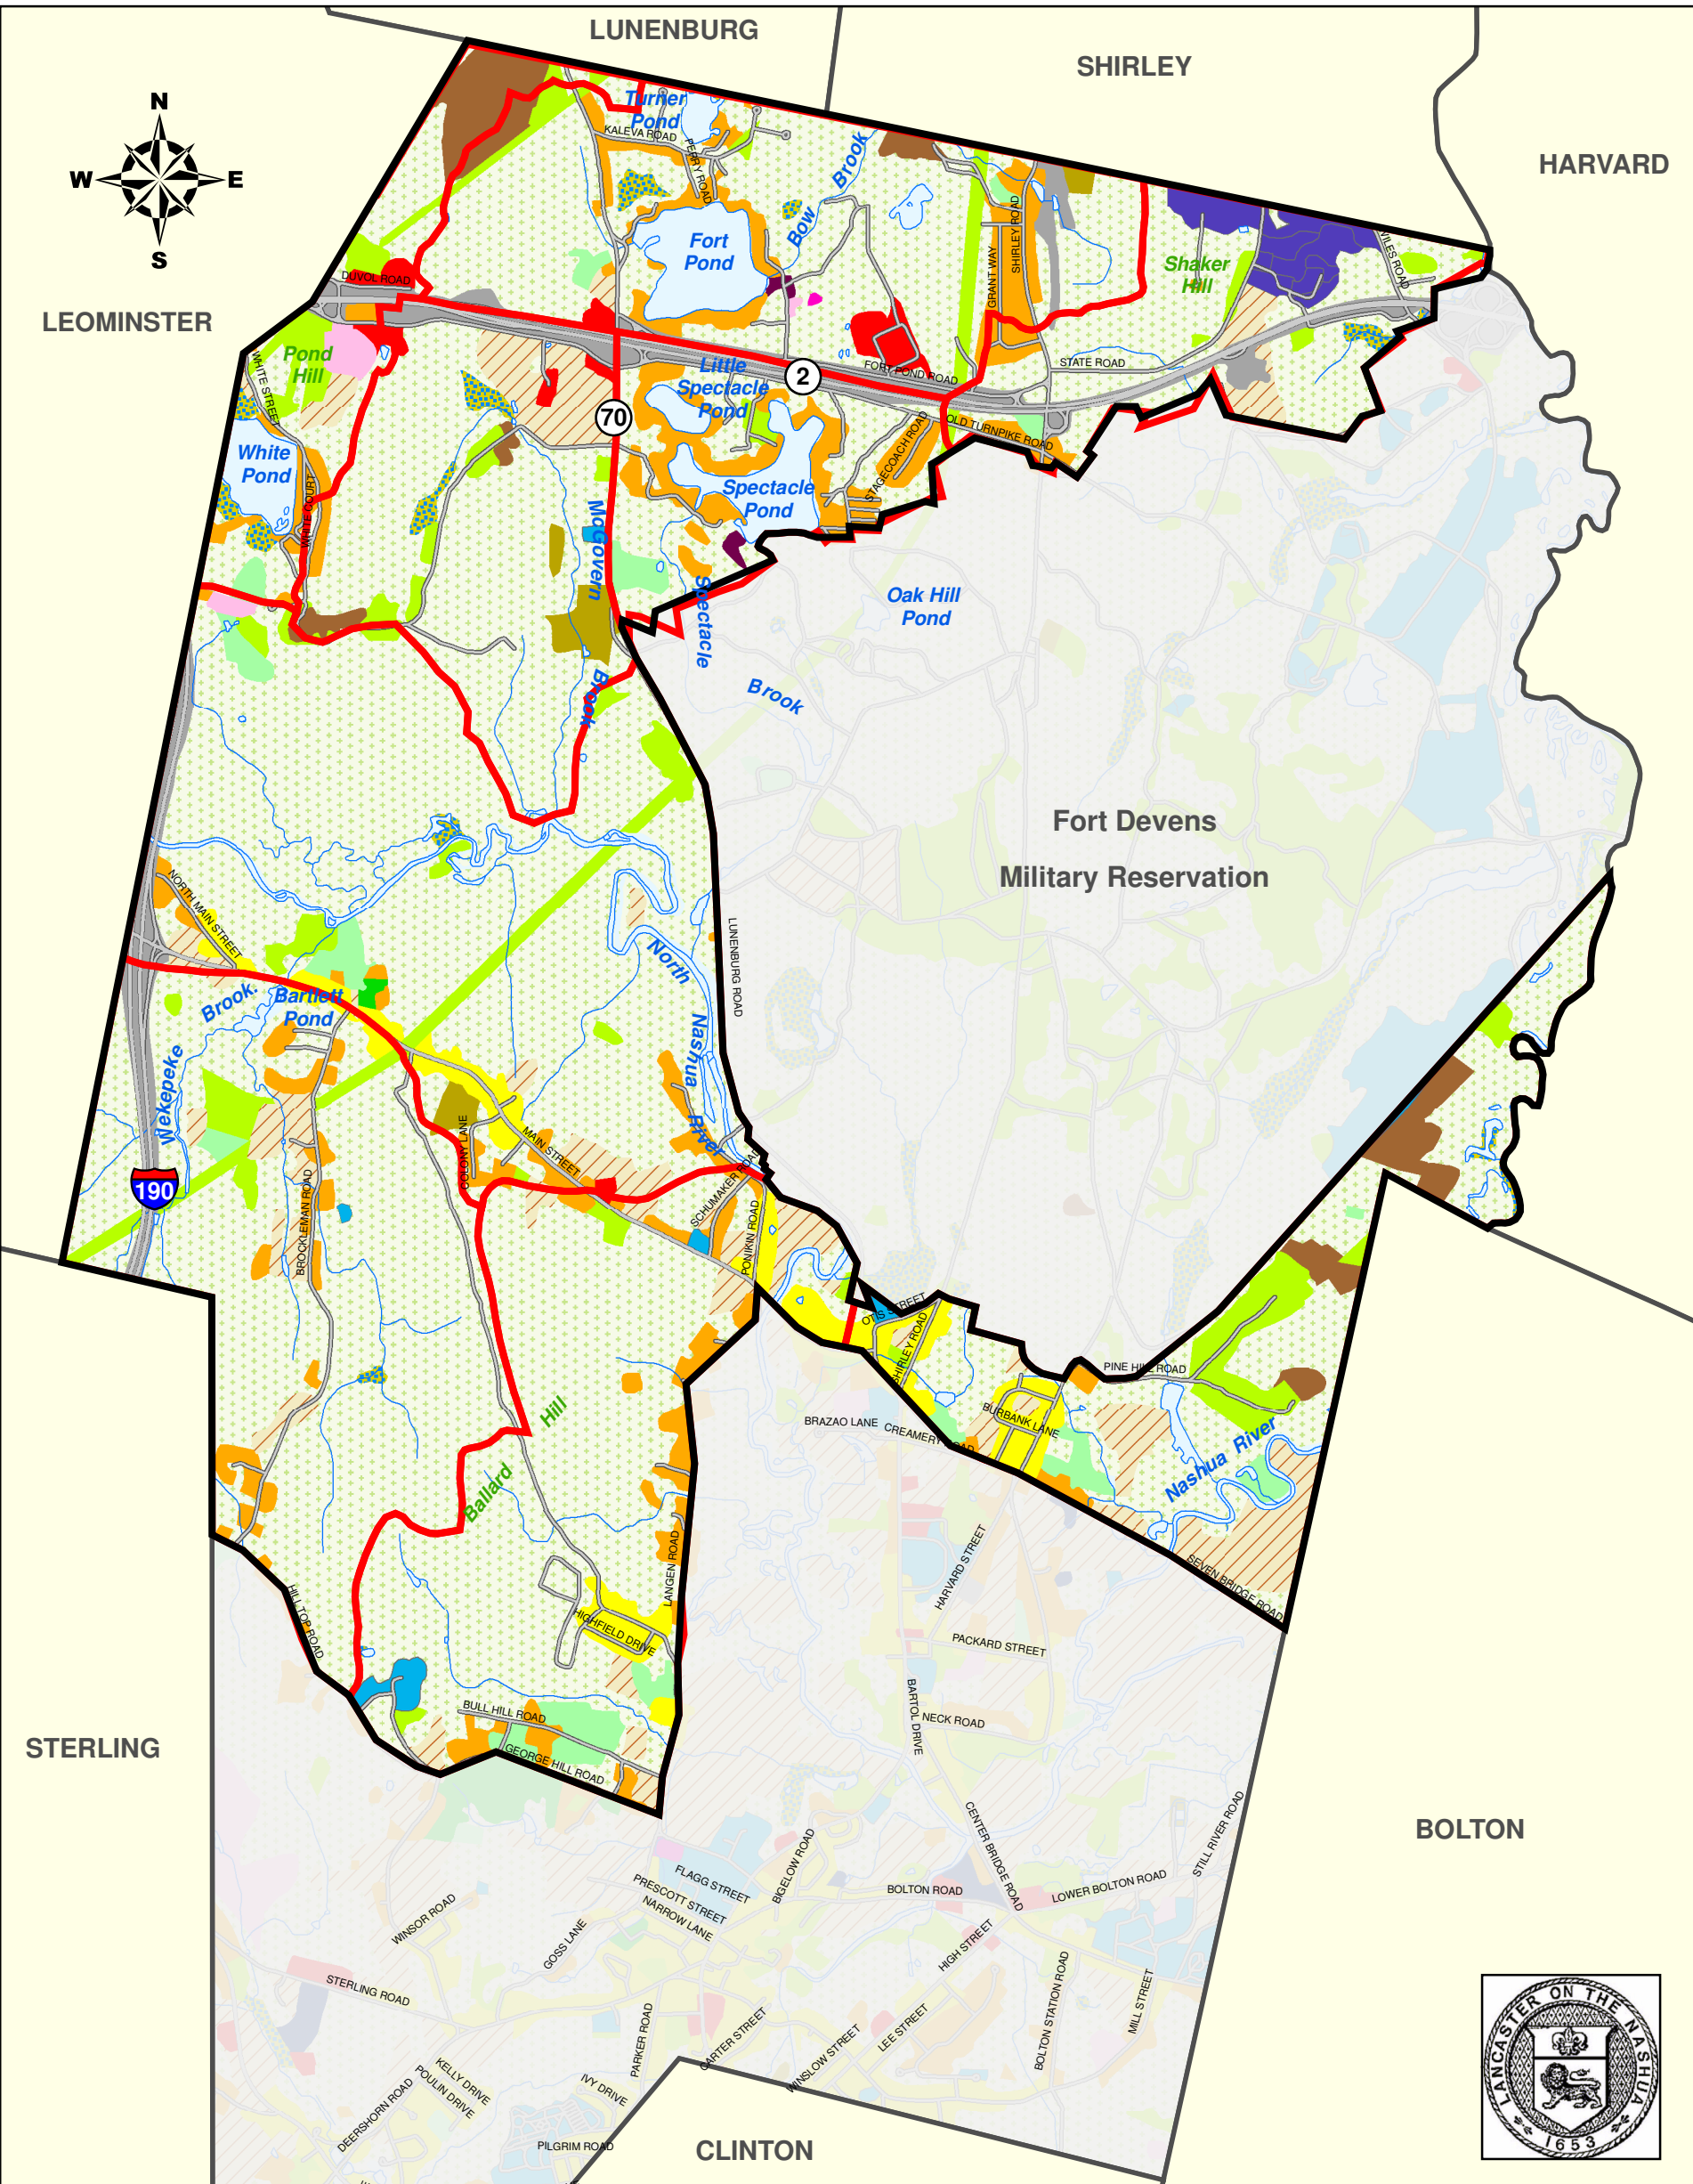 LUNENBURG
SHIRLEY
HARVARD
N
W
E
S
Turner
Pond
KALEVA ROAD
PERRY ROAD
Bow
Brook
Fort
Pond
SHIRLEY ROAD
GRANT WAY
Shaker
Hill
DUVOL ROAD
LEOMINSTER
Pond
Hill
WHITE STREET
Little
Spectacle
Pond
2
FORT POND ROAD
STATE ROAD
70
OLD TURNPIKE ROAD
STAGECOACH ROAD
White
Pond
WHITE COURT
Spectacle
Pond
McGovern
Brook
Spectacle
Brook
Oak Hill
Pond
Fort Devens
Military Reservation
NORTH MAIN STREET
LUNENBURG ROAD
North
Nashua
River
Wekepeke
Brook.
Bartlett
Pond
190
BROCKLEMAN ROAD
COLONY LANE
MAIN STREET
SCHUMAKER ROAD
PONIKIN ROAD
OTIS STREET
SHIRLEY ROAD
PINE HILL ROAD
BURBANK LANE
BRAZAO LANE
CREAMERY ROAD
Nashua River
SEVEN BRIDGE ROAD
Ballard
Hill
LANGEN ROAD
HIGHFIELD DRIVE
HILLTOP ROAD
BULL HILL ROAD
GEORGE HILL ROAD
HARVARD STREET
PACKARD STREET
BARTOL DRIVE
NECK ROAD
STERLING
BOLTON
CENTER BRIDGE ROAD
STILL RIVER ROAD
BIGELOW ROAD
FLAGG STREET
PRESCOTT STREET
NARROW LANE
BOLTON ROAD
LOWER BOLTON ROAD
WINSOR ROAD
GOSS LANE
HIGH STREET
STERLING ROAD
PARKER ROAD
CARTER STREET
WINSLOW STREET
LEE STREET
BOLTON STATION ROAD
MILL STREET
KELLY DRIVE
POULIN DRIVE
DEERSHORN ROAD
IVY DRIVE
PILGRIM ROAD
CLINTON
LANCASTER ON THE NASHUA
1653